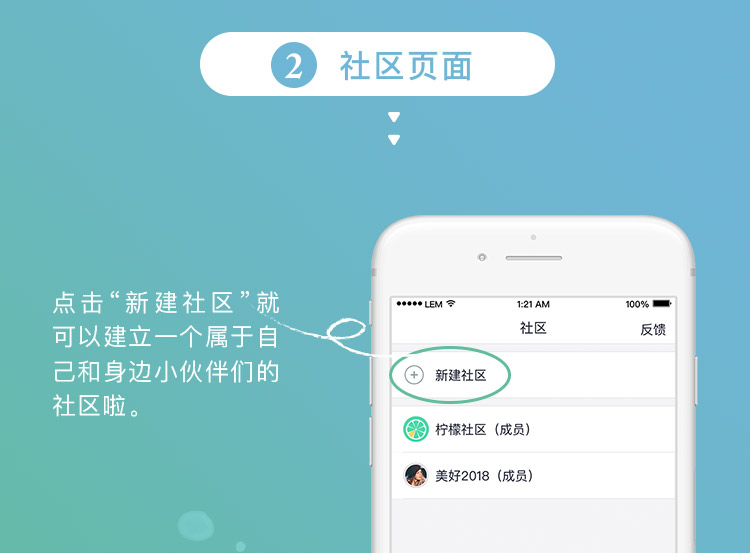 2 社区页面
点击“新建社区”就
可以建立一个属于自
己和身边小伙伴们的
社区啦。
LEM 1:21 AM 100%
社区 反馈
新建社区
柠檬社区（成员）
美好2018（成员）